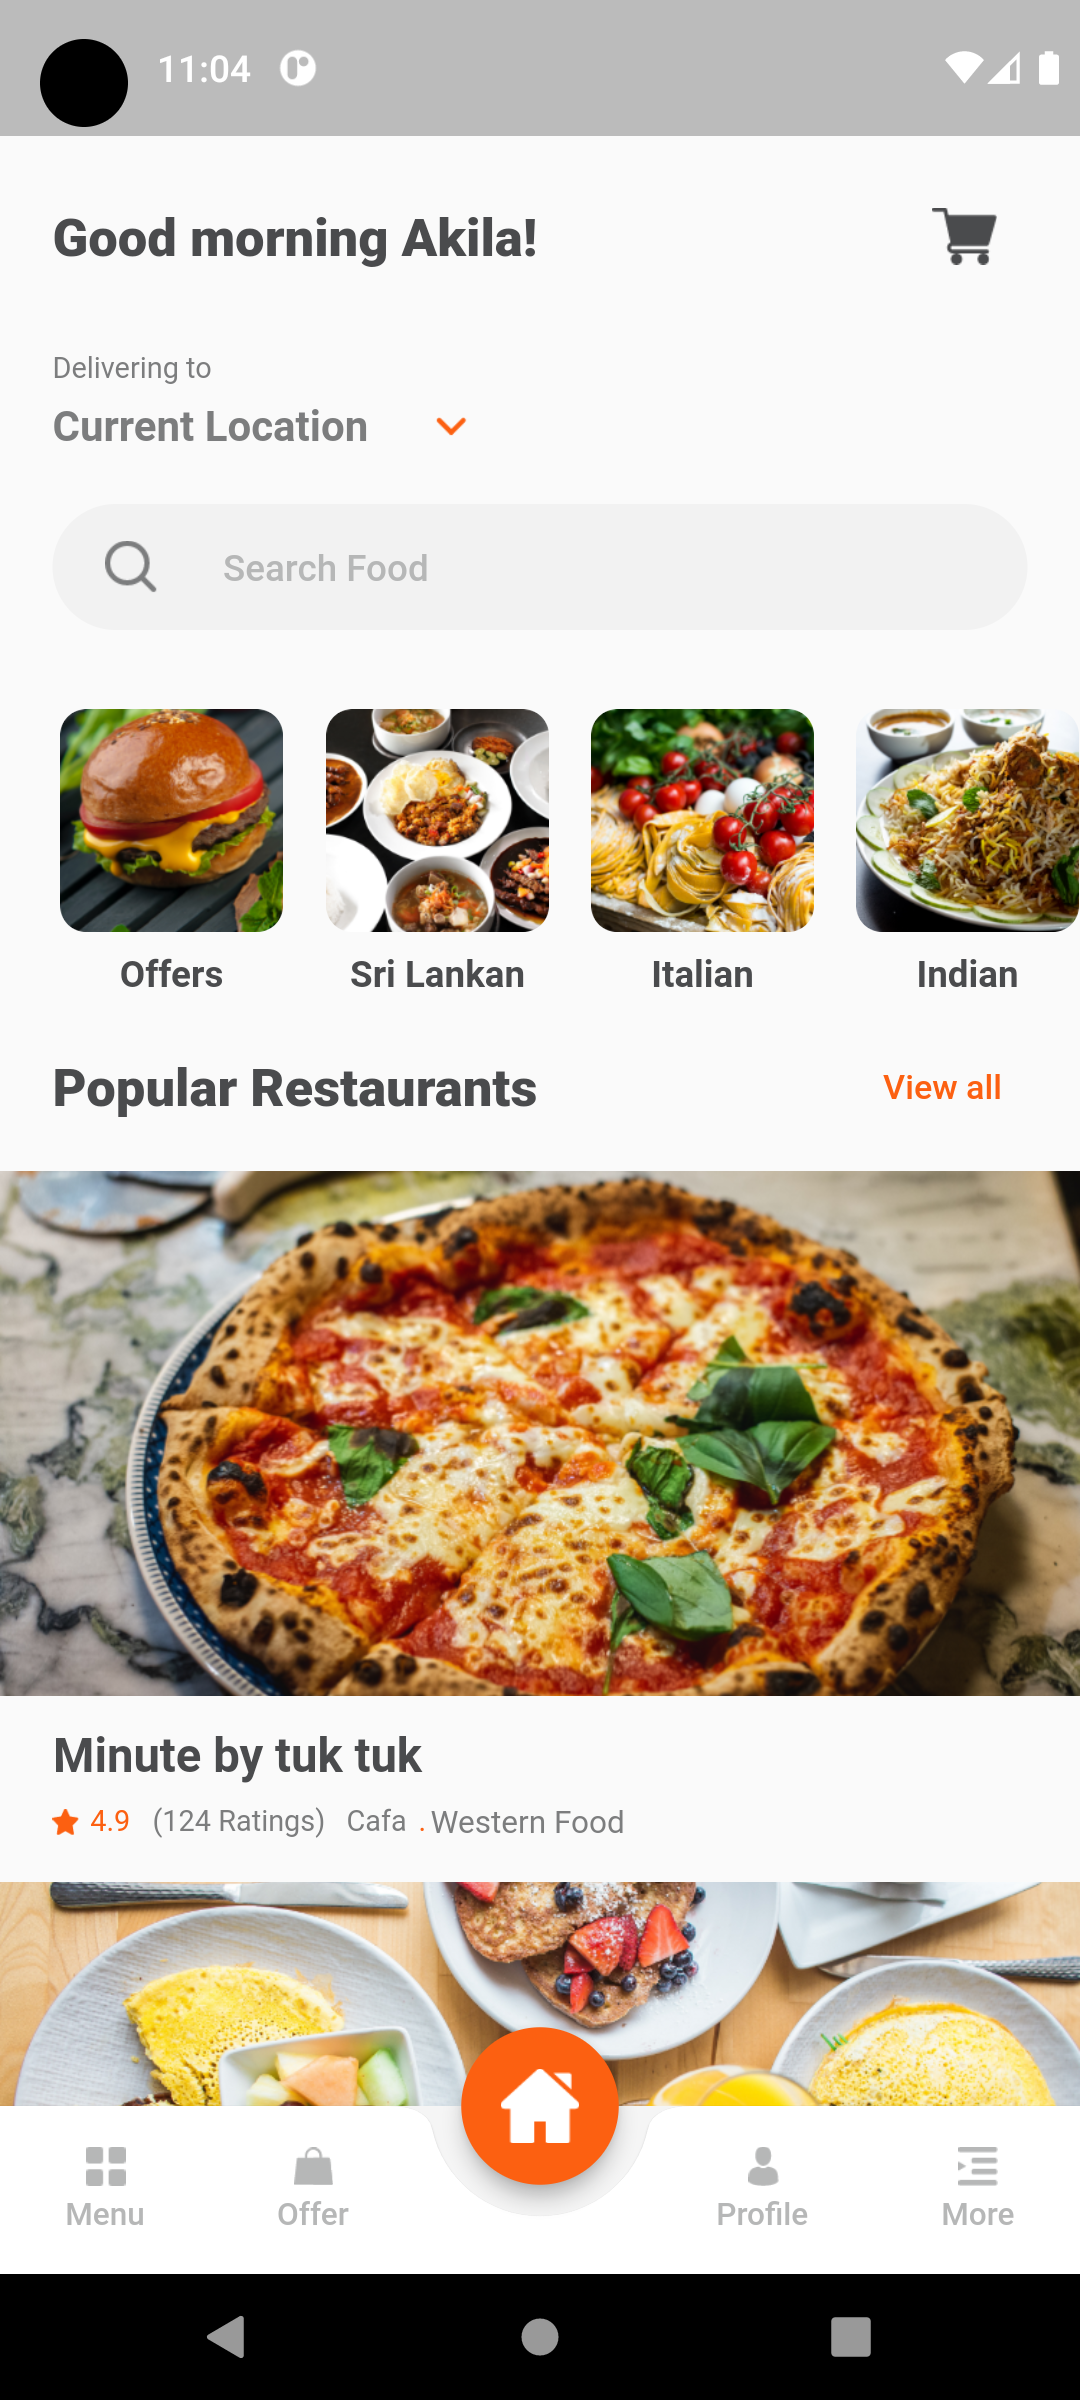 11:04
Good morning Akila!
Delivering to
Current Location
Search Food
Offers
Sri Lankan
Italian
Indian
Popular Restaurants
View all
Minute by tuk tuk
4.9 (124 Ratings) Cafa . Western Food
Menu
Offer
Profile
More